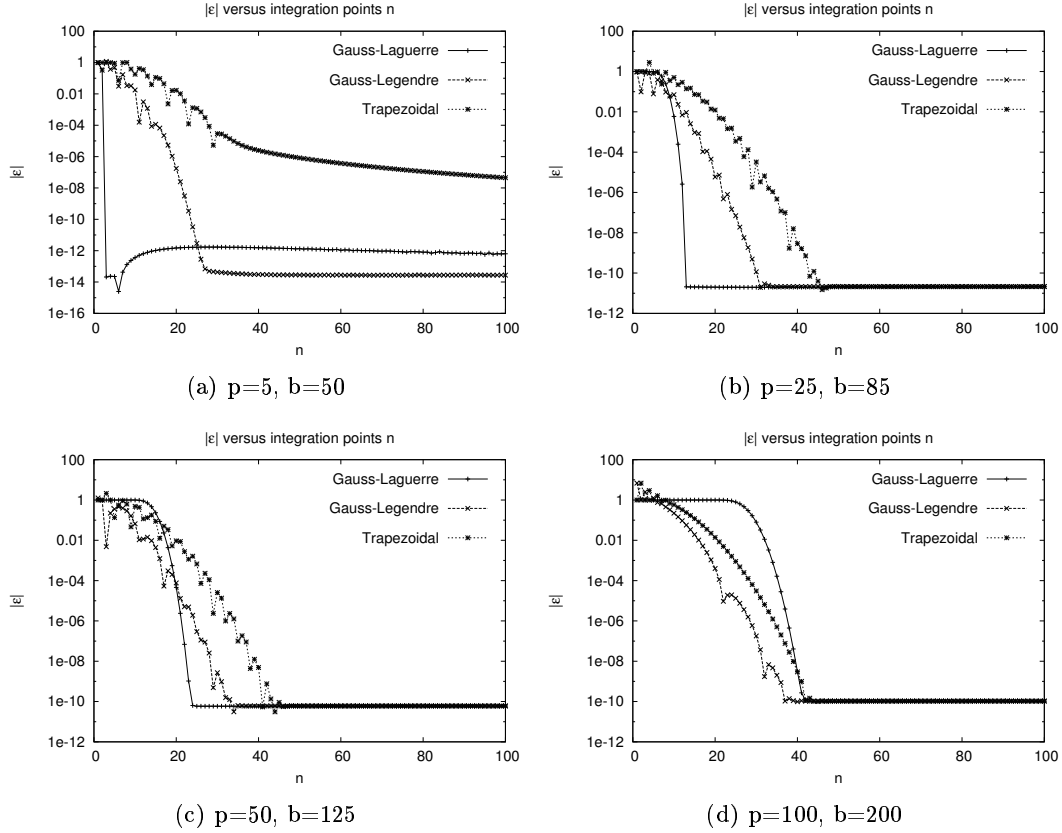 |ε| versus integration points n
100
1
0.01
1e-04
1e-06
1e-08
1e-10
1e-12
1e-14
1e-16
|ε|
Gauss-Laguerre
Gauss-Legendre
Trapezoidal
0 20 40 60 80 100
n
(a) p=5, b=50
|ε| versus integration points n
100
1
0.01
1e-04
1e-06
1e-08
1e-10
1e-12
|ε|
Gauss-Laguerre
Gauss-Legendre
Trapezoidal
0 20 40 60 80 100
n
(b) p=25, b=85
|ε| versus integration points n
100
1
0.01
1e-04
1e-06
1e-08
1e-10
1e-12
|ε|
Gauss-Laguerre
Gauss-Legendre
Trapezoidal
0 20 40 60 80 100
n
(c) p=50, b=125
|ε| versus integration points n
100
1
0.01
1e-04
1e-06
1e-08
1e-10
1e-12
|ε|
Gauss-Laguerre
Gauss-Legendre
Trapezoidal
0 20 40 60 80 100
n
(d) p=100, b=200